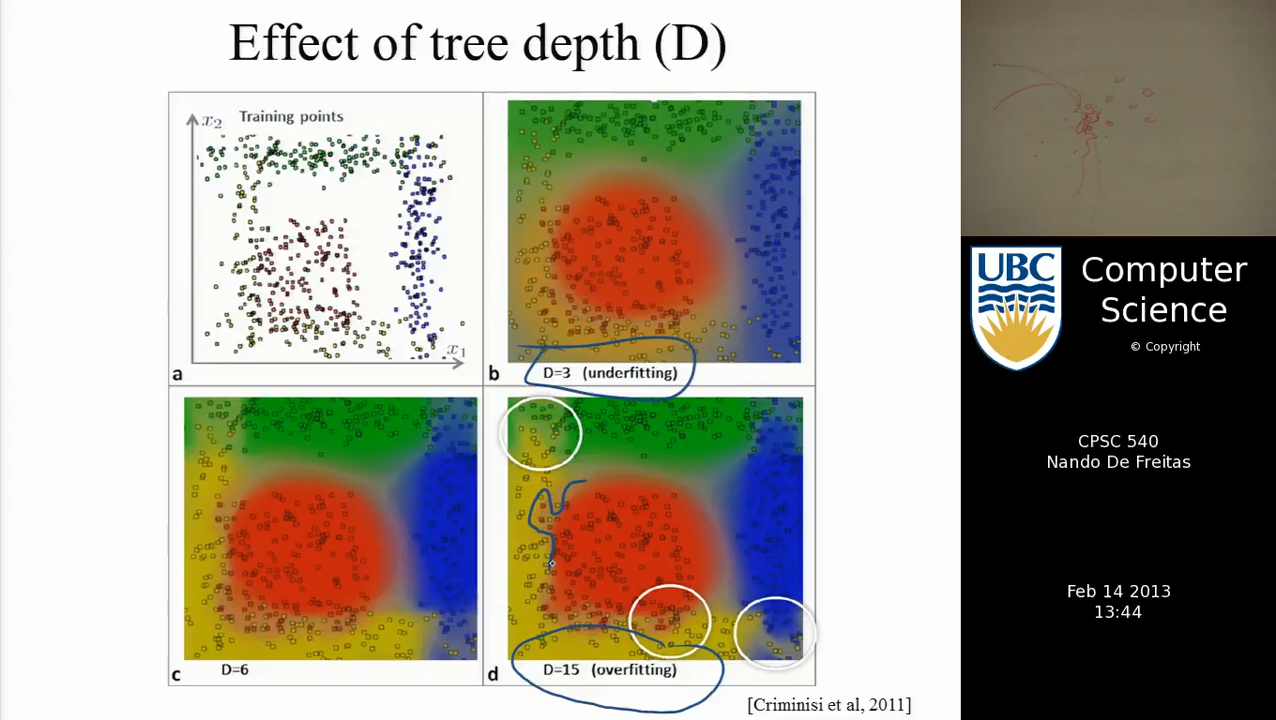 Effect of tree depth (D)
x₂
Training points
x₁
a
b
D=3 (underfitting)
c
D=6
d
D=15 (overfitting)
[Criminisi et al, 2011]
UBC
Computer
Science
© Copyright
CPSC 540
Nando De Freitas
Feb 14 2013
13:44